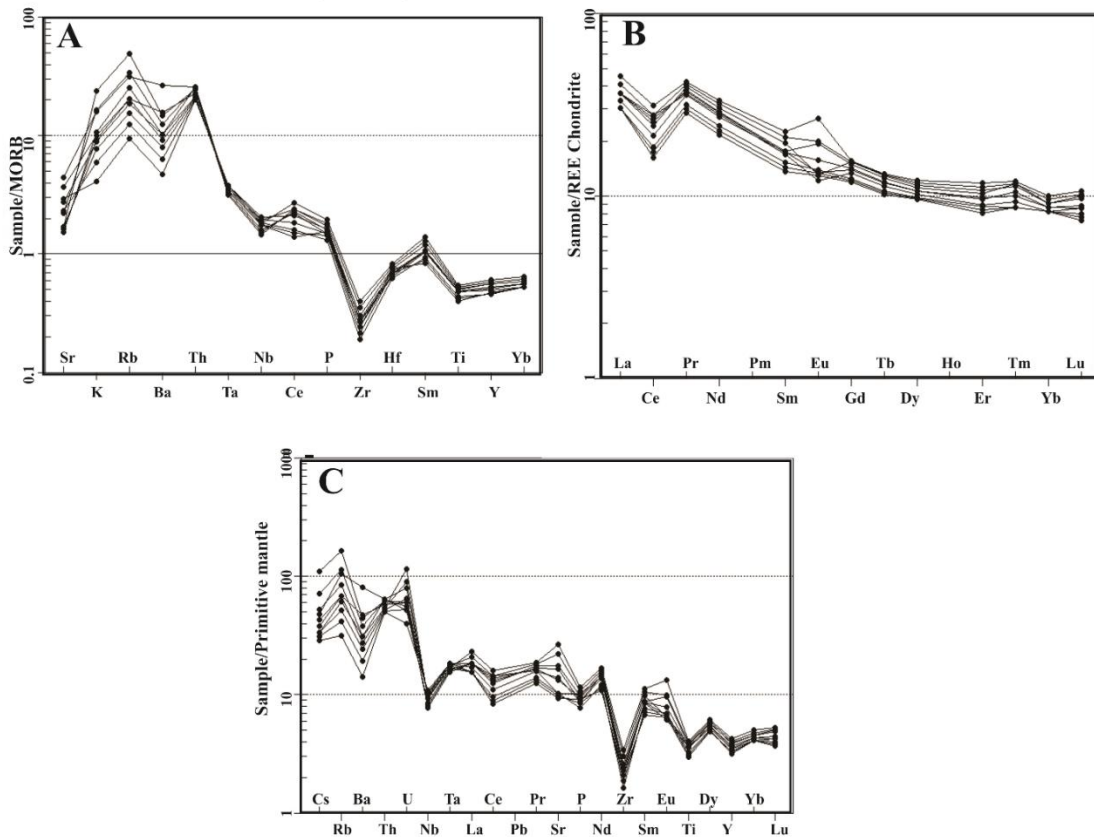 A
Sample/MORB
100
10
1
0.1
Sr Rb Th Nb P Hf Ti Yb
K Ba Ta Ce Zr Sm Y
B
Sample/REE Chondrite
100
10
1
La Pr Pm Eu Tb Ho Tm Lu
Ce Nd Sm Gd Dy Er Yb
C
Sample/Primitive mantle
1000
100
10
1
Cs Ba U Ta Ce Pr P Zr Eu Dy Yb
Rb Th Nb La Pb Sr Nd Sm Ti Y Lu